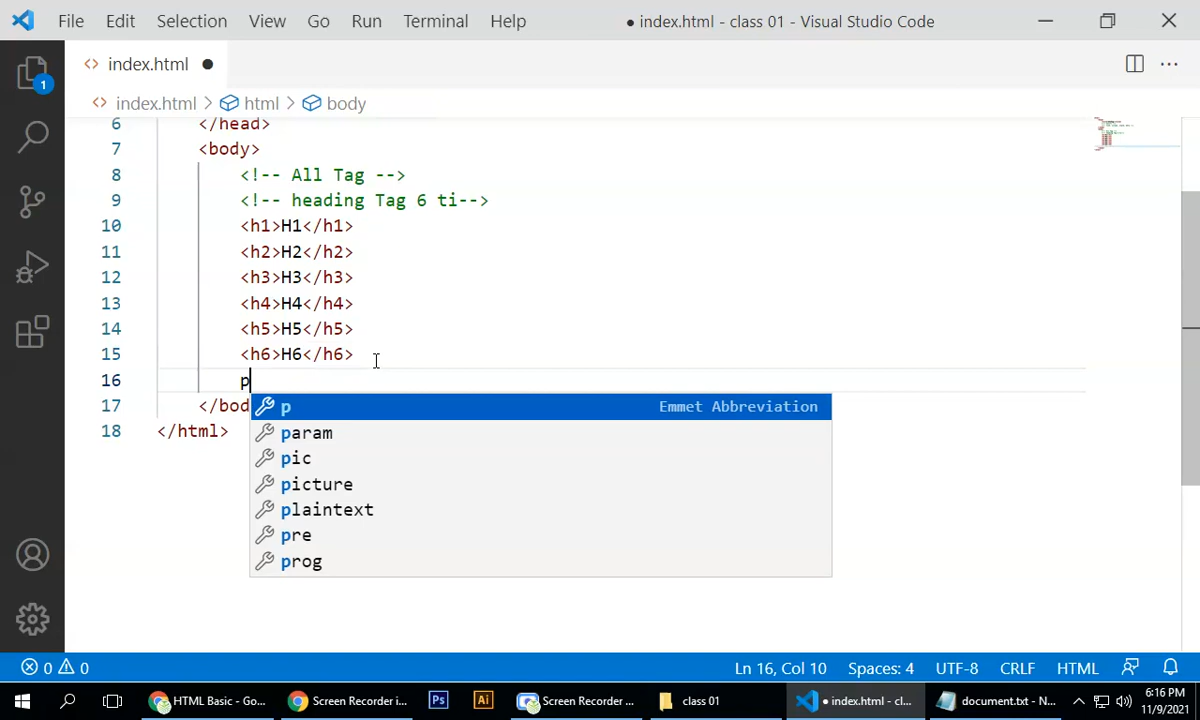 File Edit Selection View Go Run Terminal Help ● index.html - class 01 - Visual Studio Code
index.html
index.html > html > body
6 </head>
7 <body>
8 <!-- All Tag -->
9 <!-- heading Tag 6 ti-->
10 <h1>H1</h1>
11 <h2>H2</h2>
12 <h3>H3</h3>
13 <h4>H4</h4>
14 <h5>H5</h5>
15 <h6>H6</h6>
16 p
17 </bod
p Emmet Abbreviation
18 </html>
param
pic
picture
plaintext
pre
prog
1
0 0 Ln 16, Col 10 Spaces: 4 UTF-8 CRLF HTML
Ps Ai
HTML Basic - Go... Screen Recorder i... Screen Recorder ... class 01 ● index.html - cl... document.txt - N...
6:16 PM
11/9/2021